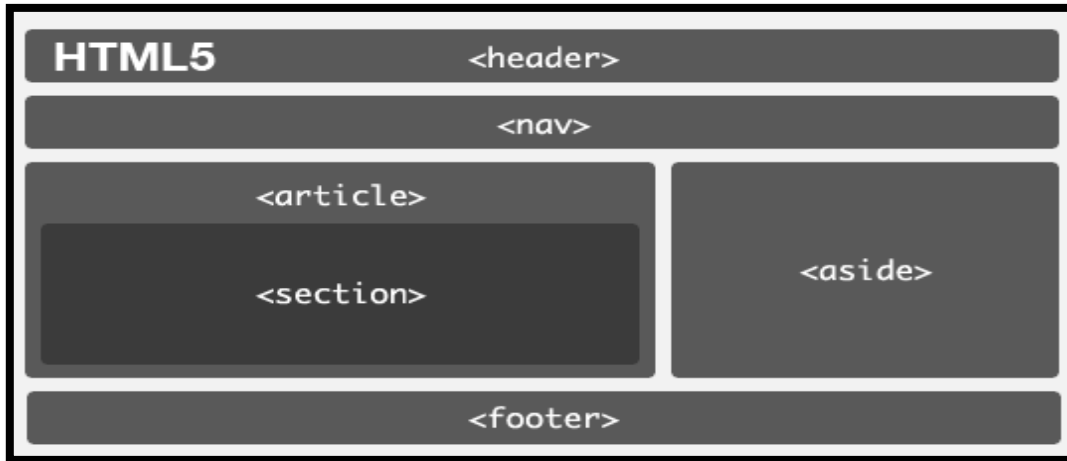 HTML5 <header>
<nav>
<article>
<section>
<aside>
<footer>